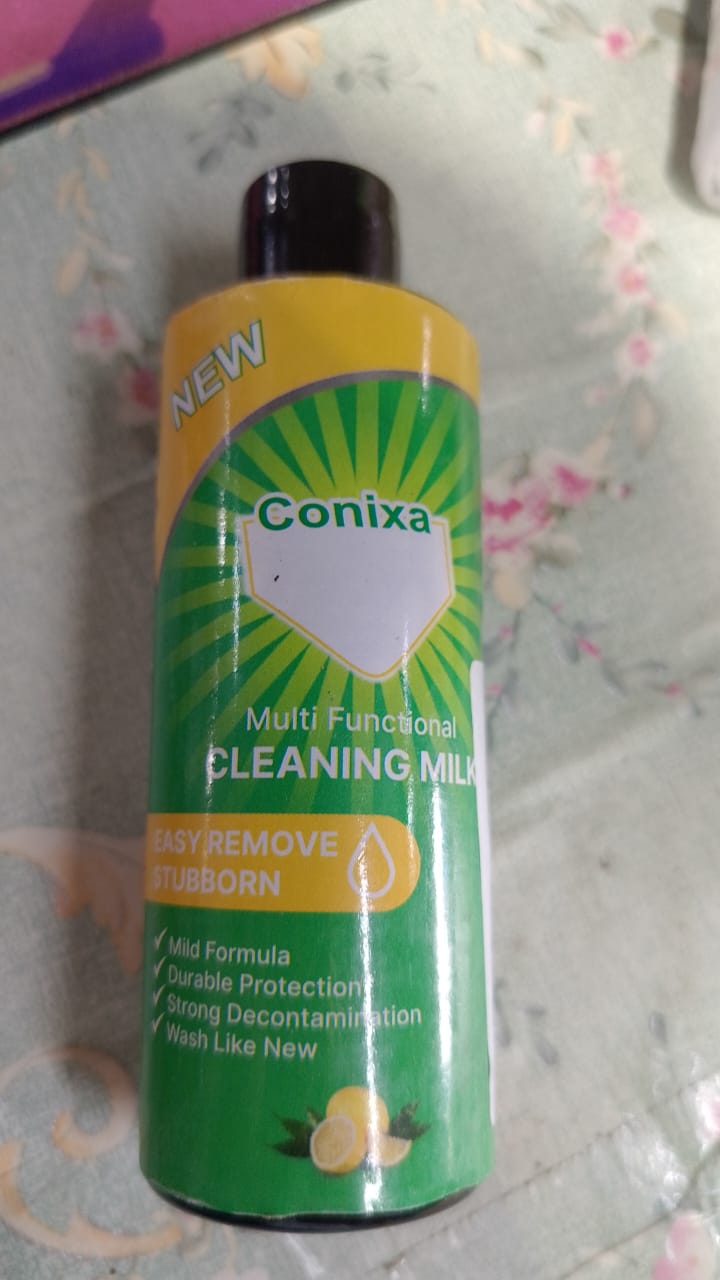 NEW
Conixa
Multi Functional
CLEANING MILK
EASY REMOVE
STUBBORN
Mild Formula
Durable Protection
Strong Decontamination
Wash Like New